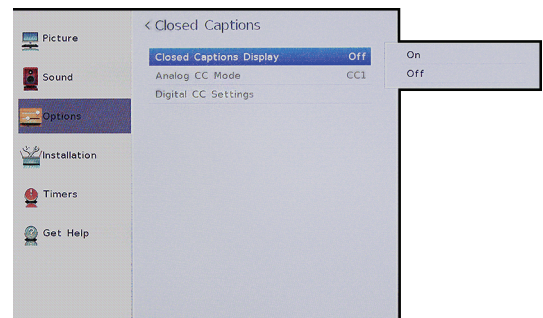 < Closed Captions
Picture
Sound
Options
Installation
Timers
Get Help
Closed Captions Display Off
Analog CC Mode CC1
Digital CC Settings
On
Off